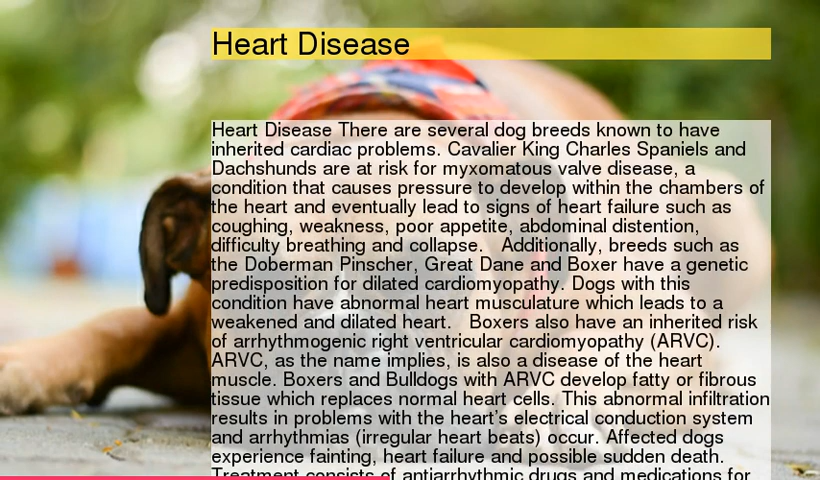 Heart Disease
Heart Disease There are several dog breeds known to have
inherited cardiac problems. Cavalier King Charles Spaniels and
Dachshunds are at risk for myxomatous valve disease, a
condition that causes pressure to develop within the chambers of
the heart and eventually lead to signs of heart failure such as
coughing, weakness, poor appetite, abdominal distention,
difficulty breathing and collapse.   Additionally, breeds such as
the Doberman Pinscher, Great Dane and Boxer have a genetic
predisposition for dilated cardiomyopathy. Dogs with this
condition have abnormal heart musculature which leads to a
weakened and dilated heart.   Boxers also have an inherited risk
of arrhythmogenic right ventricular cardiomyopathy (ARVC).
ARVC, as the name implies, is also a disease of the heart
muscle. Boxers and Bulldogs with ARVC develop fatty or fibrous
tissue which replaces normal heart cells. This abnormal infiltration
results in problems with the heart's electrical conduction system
and arrhythmias (irregular heart beats) occur. Affected dogs
experience fainting, heart failure and possible sudden death.
Treatment consists of antiarrhythmic drugs and medications for